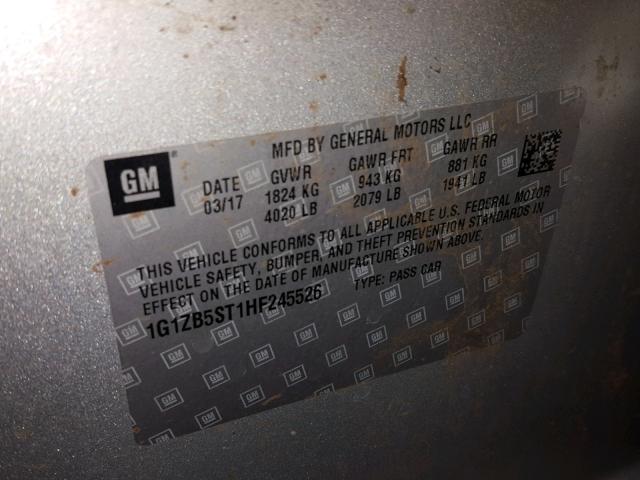 MFD BY GENERAL MOTORS LLC
GM
DATE GVWR GAWR FRT GAWR RR
03/17 1824 KG 943 KG 881 KG
4020 LB 2079 LB 1941 LB
THIS VEHICLE CONFORMS TO ALL APPLICABLE U.S. FEDERAL MOTOR
VEHICLE SAFETY, BUMPER, AND THEFT PREVENTION STANDARDS IN
EFFECT ON THE DATE OF MANUFACTURE SHOWN ABOVE.
1G1ZB5ST1HF245526 TYPE: PASS CAR